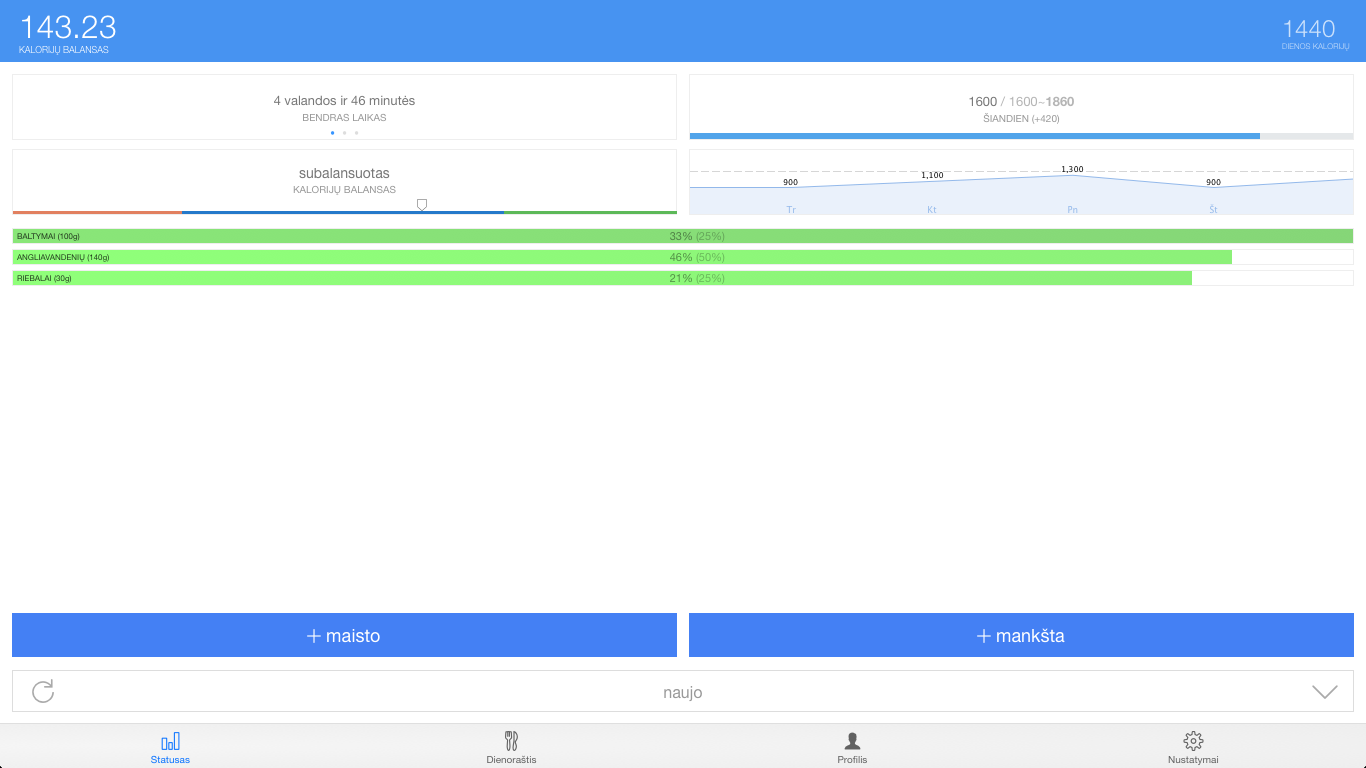 143.23
KALORIJŲ BALANSAS
1440
DIENOS KALORIJŲ
4 valandos ir 46 minutės
BENDRAS LAIKAS
1600 / 1600~1860
ŠIANDIEN (+420)
subalansuotas
KALORIJŲ BALANSAS
900
1,100
1,300
900
Tr
Kt
Pn
Št
BALTYMAI (100g)
33% (25%)
ANGLIAVANDENIŲ (140g)
46% (50%)
RIEBALAI (30g)
21% (25%)
+ maisto
+ mankšta
naujo
Statusas
Dienoraštis
Profilis
Nustatymai